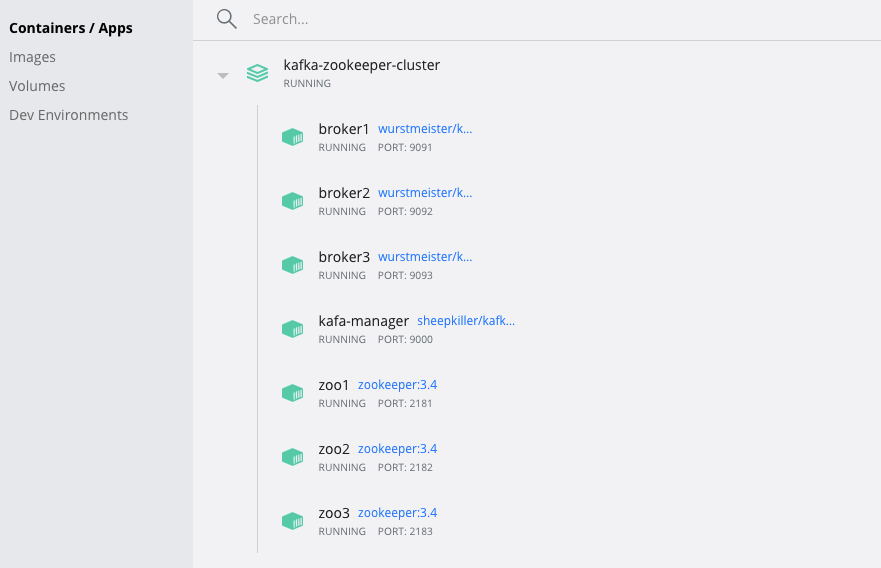 Containers / Apps
Images
Volumes
Dev Environments
Search...
kafka-zookeeper-cluster
RUNNING
broker1 wurstmeister/k...
RUNNING PORT: 9091
broker2 wurstmeister/k...
RUNNING PORT: 9092
broker3 wurstmeister/k...
RUNNING PORT: 9093
kafa-manager sheepkiller/kafk...
RUNNING PORT: 9000
zoo1 zookeeper:3.4
RUNNING PORT: 2181
zoo2 zookeeper:3.4
RUNNING PORT: 2182
zoo3 zookeeper:3.4
RUNNING PORT: 2183